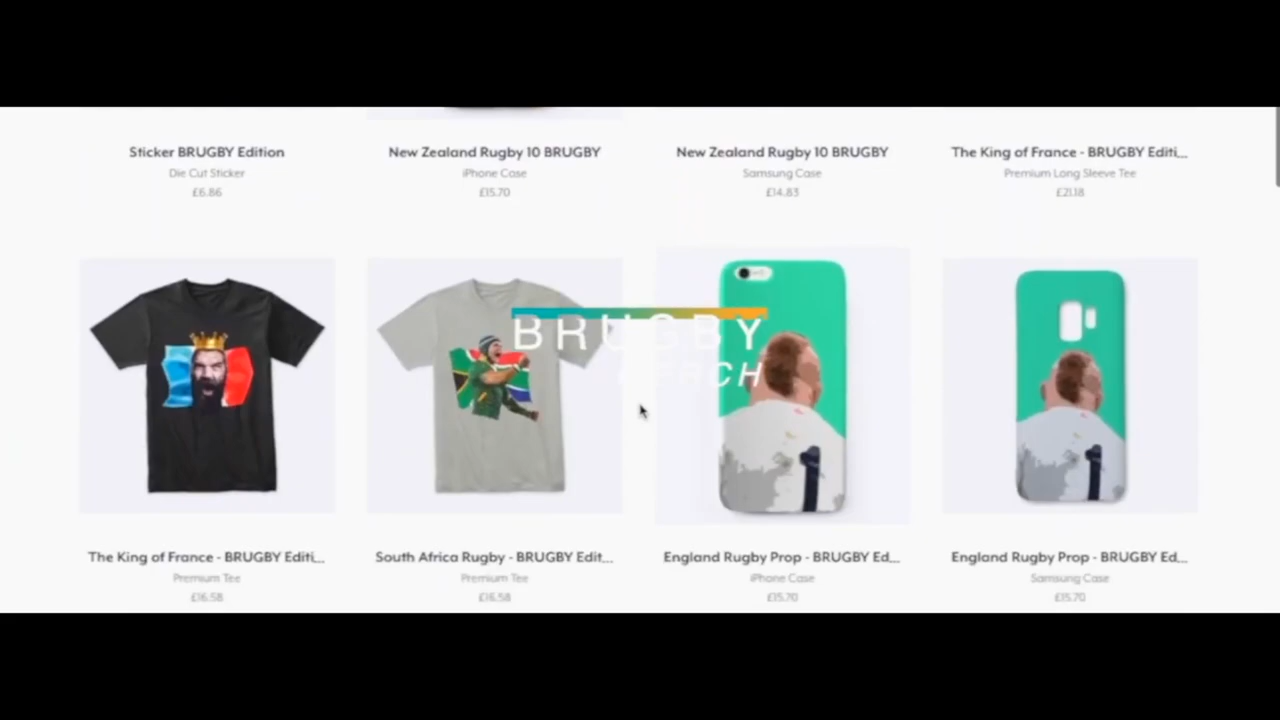 Sticker BRUGBY Edition
Die Cut Sticker
£6.86
New Zealand Rugby 10 BRUGBY
iPhone Case
£15.70
New Zealand Rugby 10 BRUGBY
Samsung Case
£14.83
The King of France - BRUGBY Editi...
Premium Long Sleeve Tee
£21.18
BRUGBY
1
1
The King of France - BRUGBY Editi...
Premium Tee
£16.58
South Africa Rugby - BRUGBY Edit...
Premium Tee
£16.58
England Rugby Prop - BRUGBY Ed...
iPhone Case
£15.70
England Rugby Prop - BRUGBY Ed...
Samsung Case
£15.70